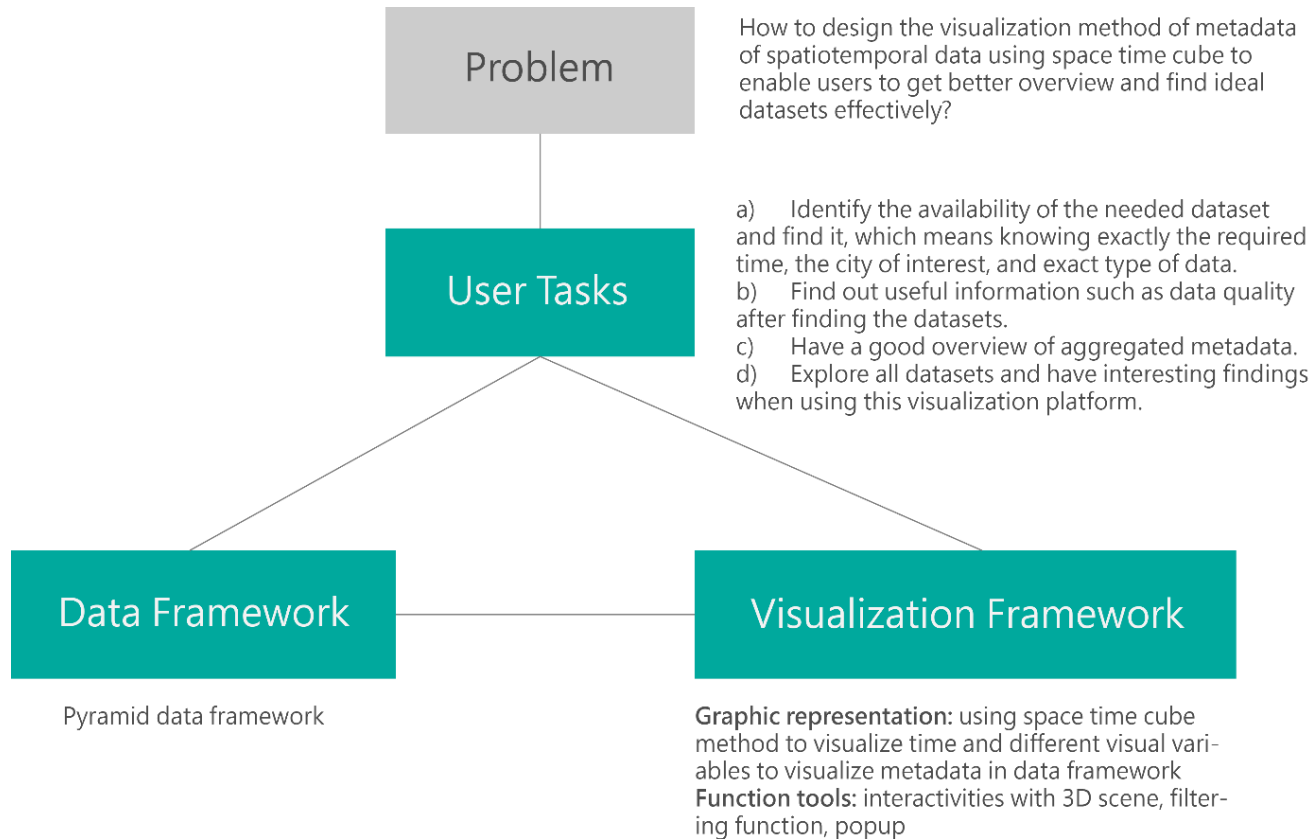 Problem
How to design the visualization method of metadata
of spatiotemporal data using space time cube to
enable users to get better overview and find ideal
datasets effectively?
User Tasks
a) Identify the availability of the needed dataset
and find it, which means knowing exactly the required
time, the city of interest, and exact type of data.
b) Find out useful information such as data quality
after finding the datasets.
c) Have a good overview of aggregated metadata.
d) Explore all datasets and have interesting findings
when using this visualization platform.
Data Framework
Pyramid data framework
Visualization Framework
Graphic representation: using space time cube
method to visualize time and different visual vari-
ables to visualize metadata in data framework
Function tools: interactivities with 3D scene, filter-
ing function, popup